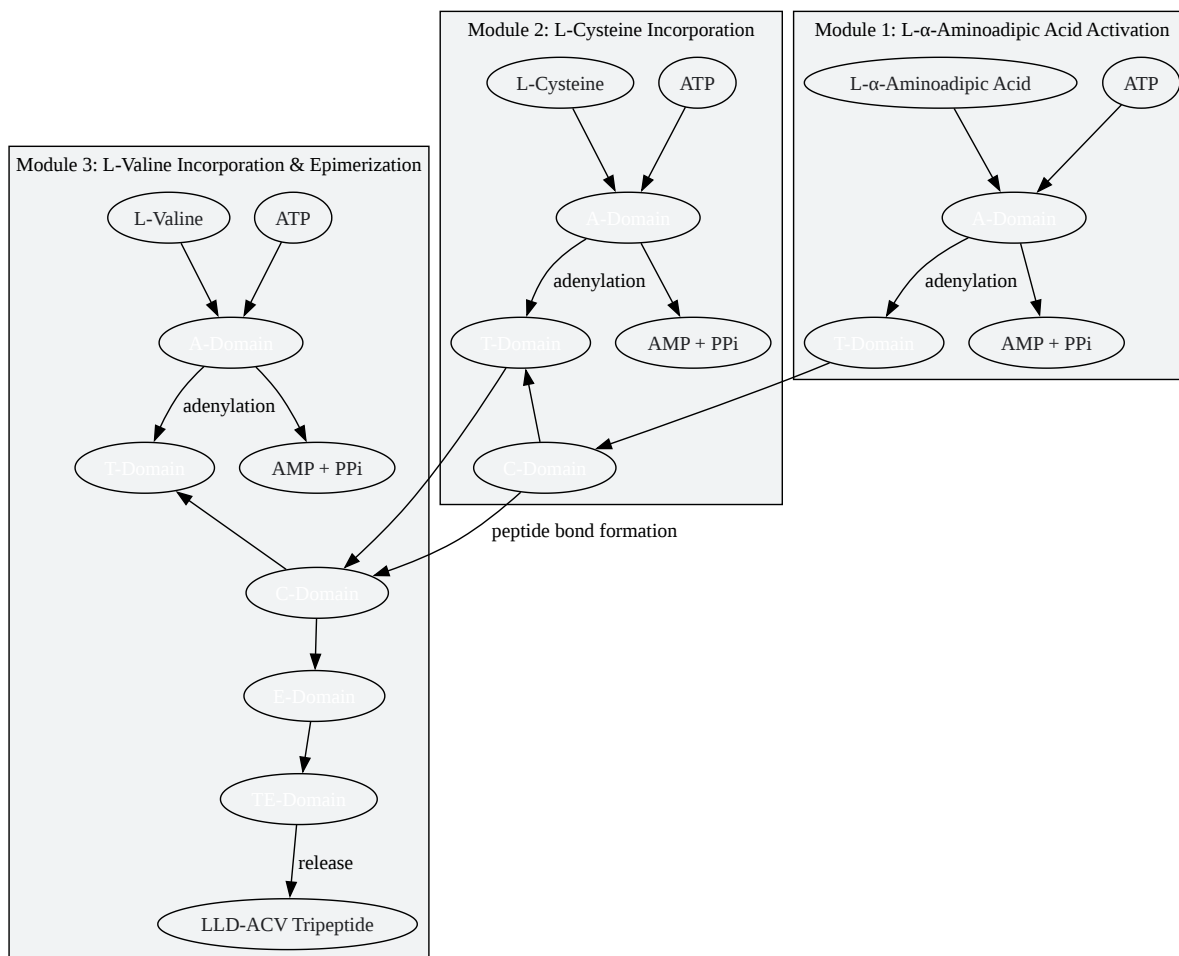 Module 2: L-Cysteine Incorporation
Module 1: L-α-Aminoadipic Acid Activation
L-Cysteine
ATP
L-α-Aminoadipic Acid
ATP
Module 3: L-Valine Incorporation & Epimerization
L-Valine
ATP
A-Domain
A-Domain
adenylation
adenylation
A-Domain
T-Domain
AMP + PPi
T-Domain
AMP + PPi
adenylation
T-Domain
AMP + PPi
C-Domain
peptide bond formation
C-Domain
E-Domain
TE-Domain
release
LLD-ACV Tripeptide